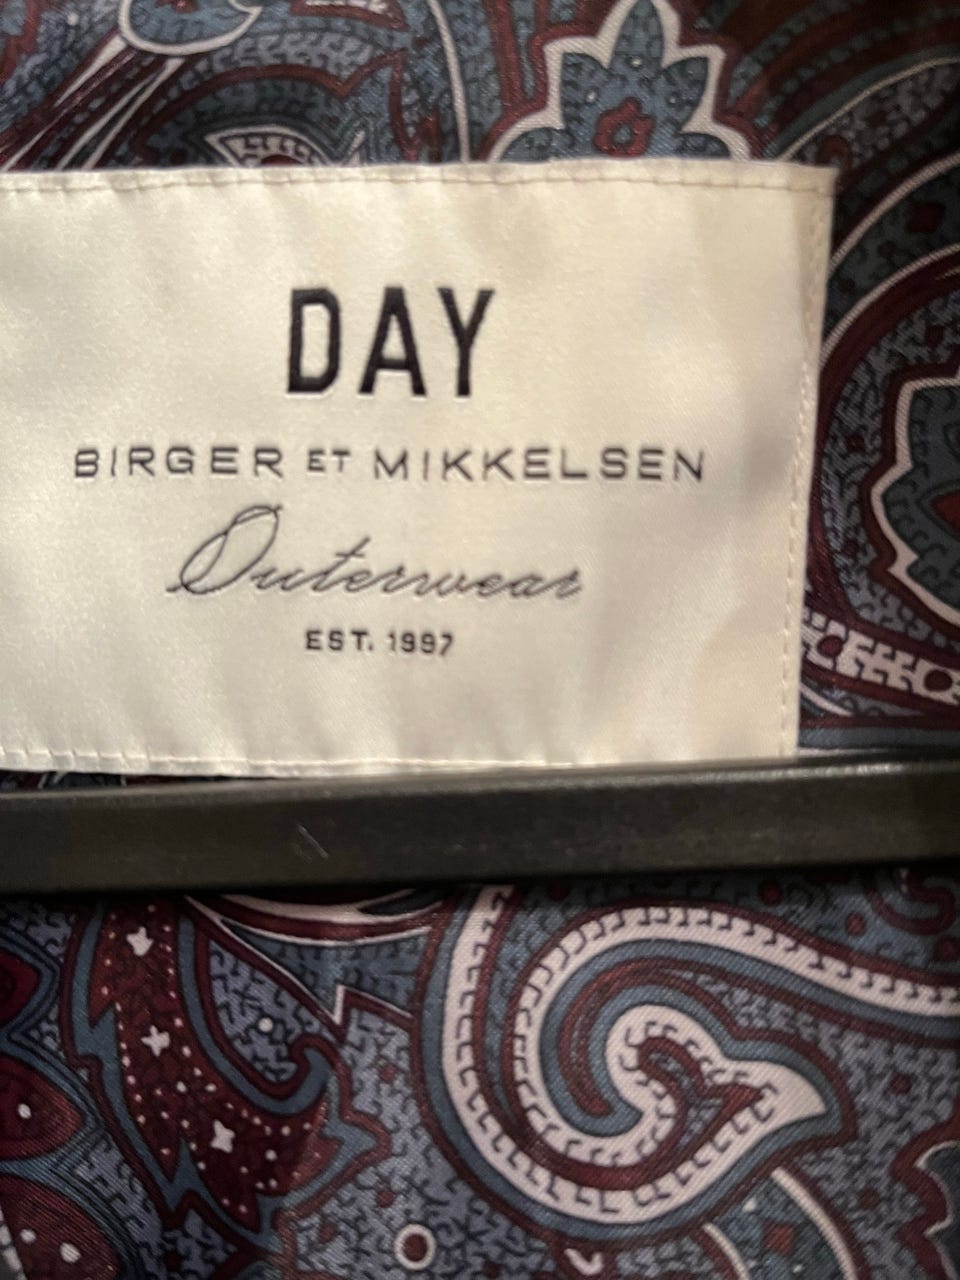 DAY
BIRGER ET MIKKELSEN
Outerwear
EST. 1997